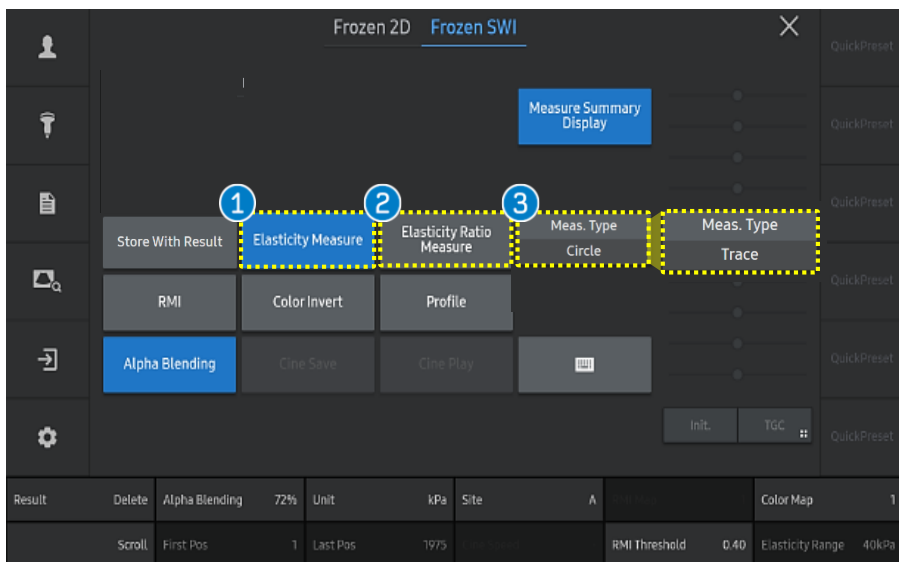 Frozen 2D Frozen SWI
QuickPreset
Measure Summary
Display
QuickPreset
1 2 3
QuickPreset
Store With Result
Elasticity Measure
Elasticity Ratio
Measure
Meas. Type
Circle
Meas. Type
Trace
RMI
Color Invert
Profile
QuickPreset
Alpha Blending
Cine Save
Cine Play
QuickPreset
Init.
TGC
QuickPreset
Result Delete Alpha Blending 72% Unit kPa Site A Color Map 1
Scroll First Pos 1 Last Pos 1975 RMI Threshold 0.40 Elasticity Range 40kPa